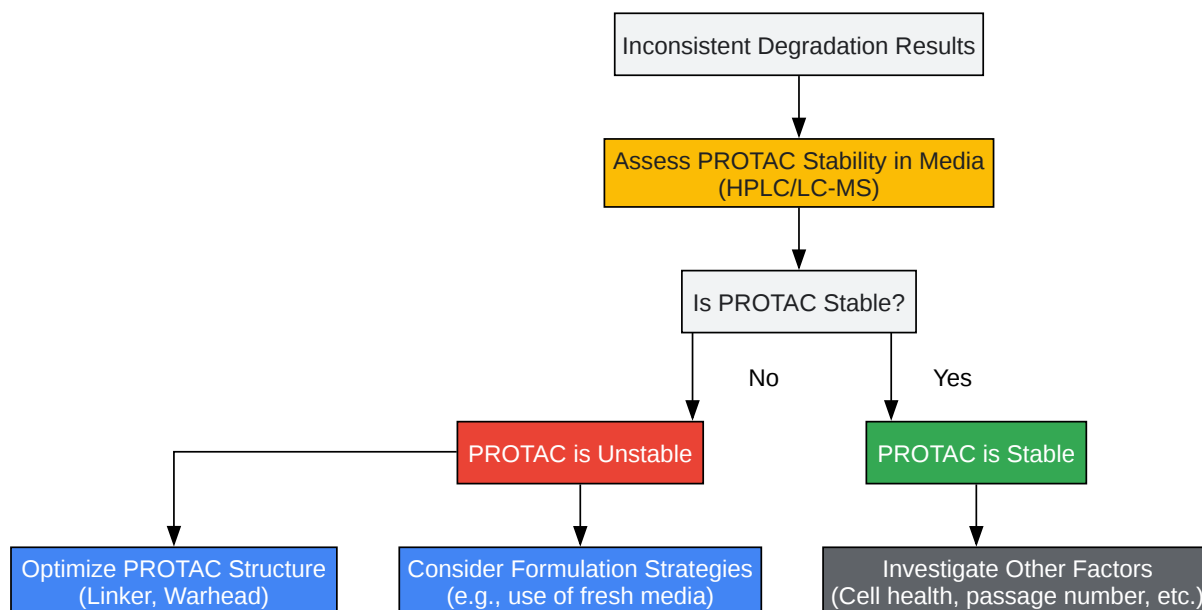 Inconsistent Degradation Results
Assess PROTAC Stability in Media
(HPLC/LC-MS)
Is PROTAC Stable?
No
Yes
PROTAC is Unstable
PROTAC is Stable
Optimize PROTAC Structure
(Linker, Warhead)
Consider Formulation Strategies
(e.g., use of fresh media)
Investigate Other Factors
(Cell health, passage number, etc.